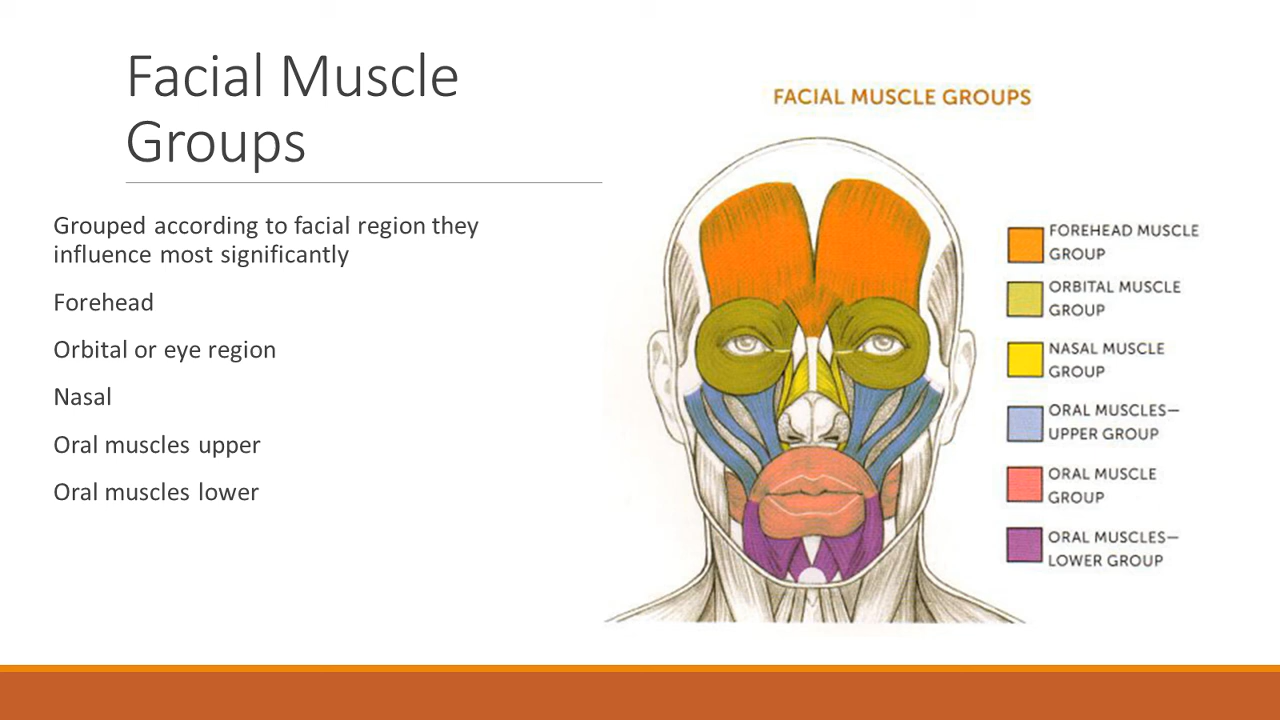 Facial Muscle
Groups
Grouped according to facial region they
influence most significantly
Forehead
Orbital or eye region
Nasal
Oral muscles upper
Oral muscles lower
FACIAL MUSCLE GROUPS
FOREHEAD MUSCLE
GROUP
ORBITAL MUSCLE
GROUP
NASAL MUSCLE
GROUP
ORAL MUSCLES—
UPPER GROUP
ORAL MUSCLE
GROUP
ORAL MUSCLES—
LOWER GROUP